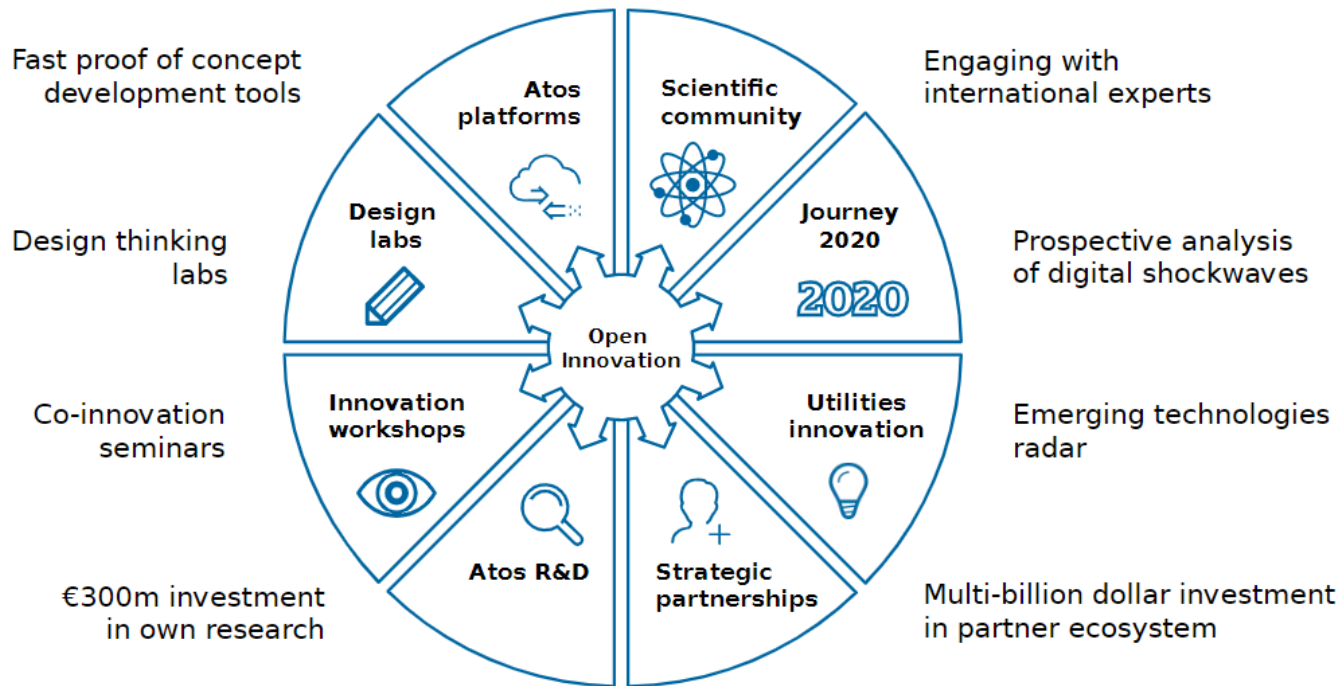 Fast proof of concept
development tools
Atos
platforms
Scientific
community
Engaging with
international experts
Design thinking
labs
Design
labs
Journey
2020
2020
Prospective analysis
of digital shockwaves
Open
Innovation
Co-innovation
seminars
Innovation
workshops
Utilities
innovation
Emerging technologies
radar
€300m investment
in own research
Atos R&D
Strategic
partnerships
Multi-billion dollar investment
in partner ecosystem